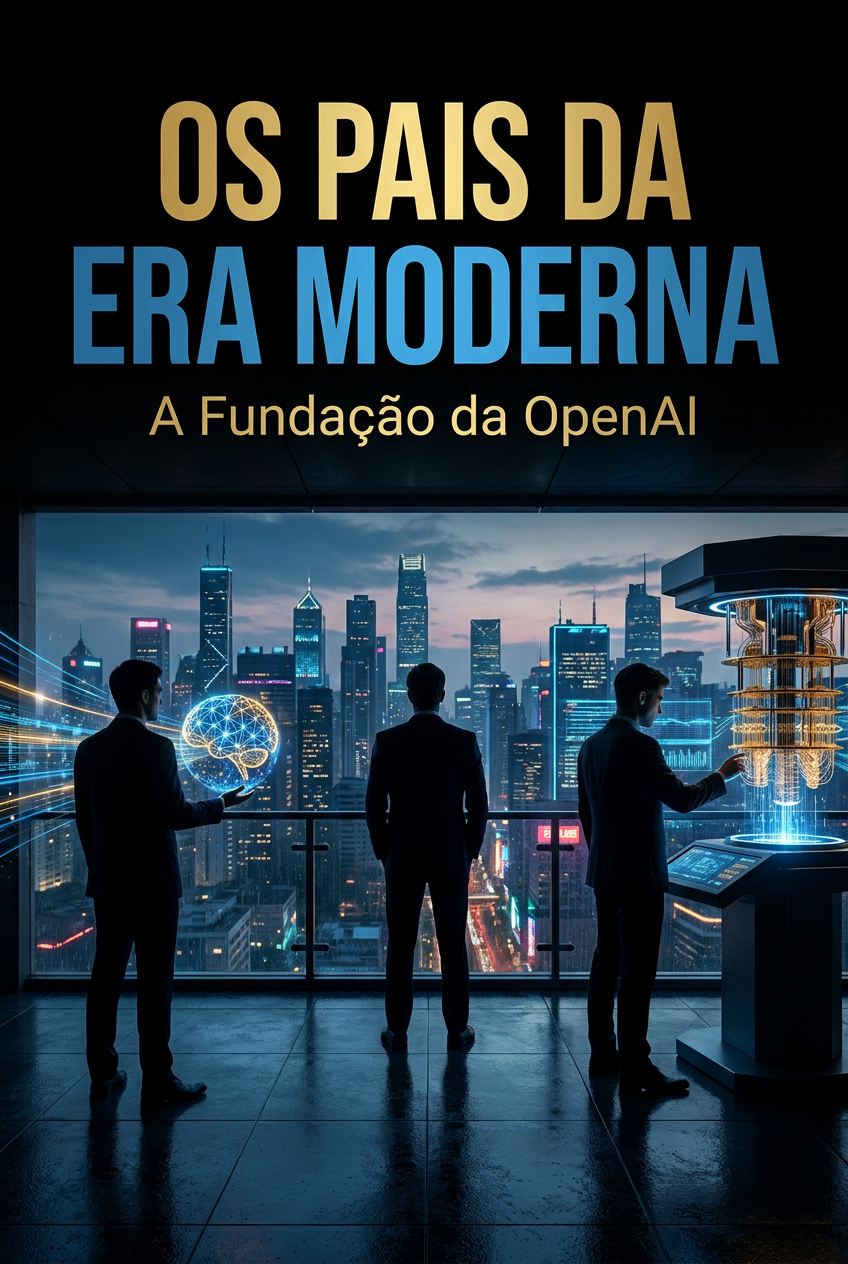 OS PAIS DA
ERA MODERNA
A Fundação da OpenAI